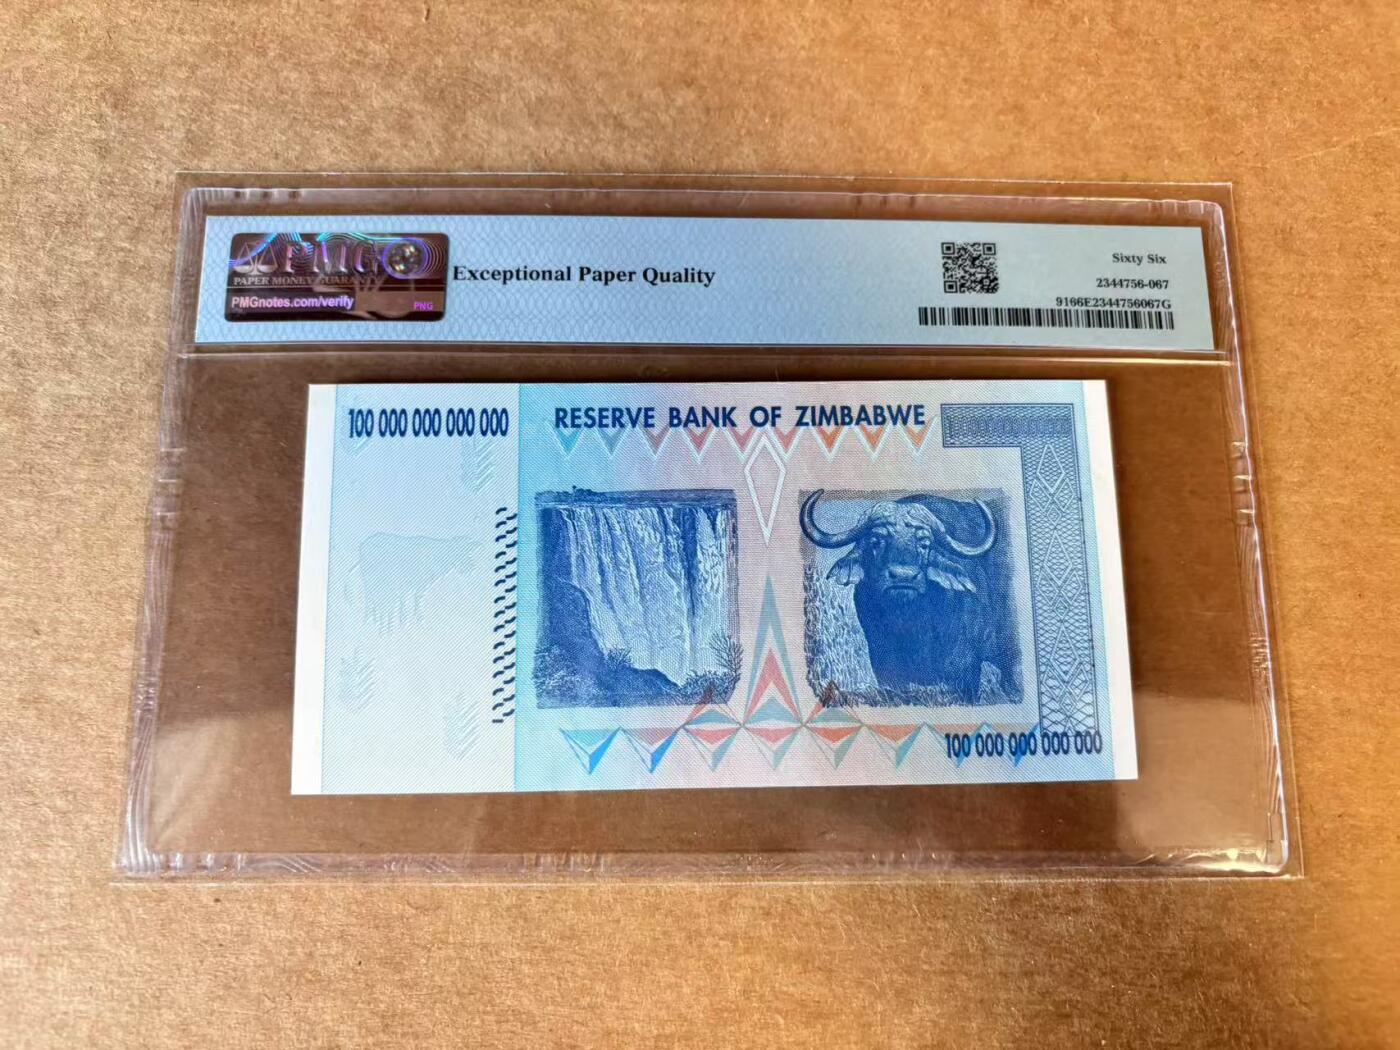 PMG
PAPER MONEY GUARANTY
PMGnotes.com/verify
PNG
Exceptional Paper Quality
Sixty Six
2344756-067
9166E2344756067G
100 000 000 000 000
RESERVE BANK OF ZIMBABWE
100 000 000 000 000